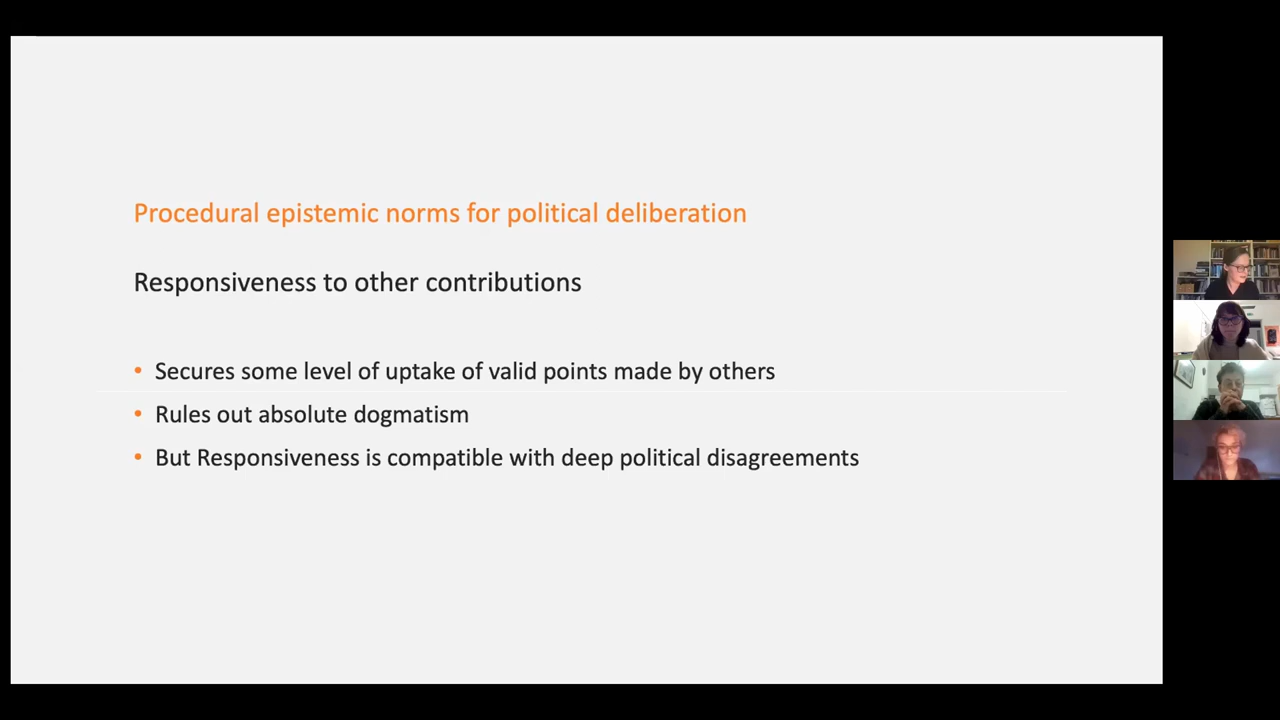 Procedural epistemic norms for political deliberation
Responsiveness to other contributions
• Secures some level of uptake of valid points made by others
• Rules out absolute dogmatism
• But Responsiveness is compatible with deep political disagreements